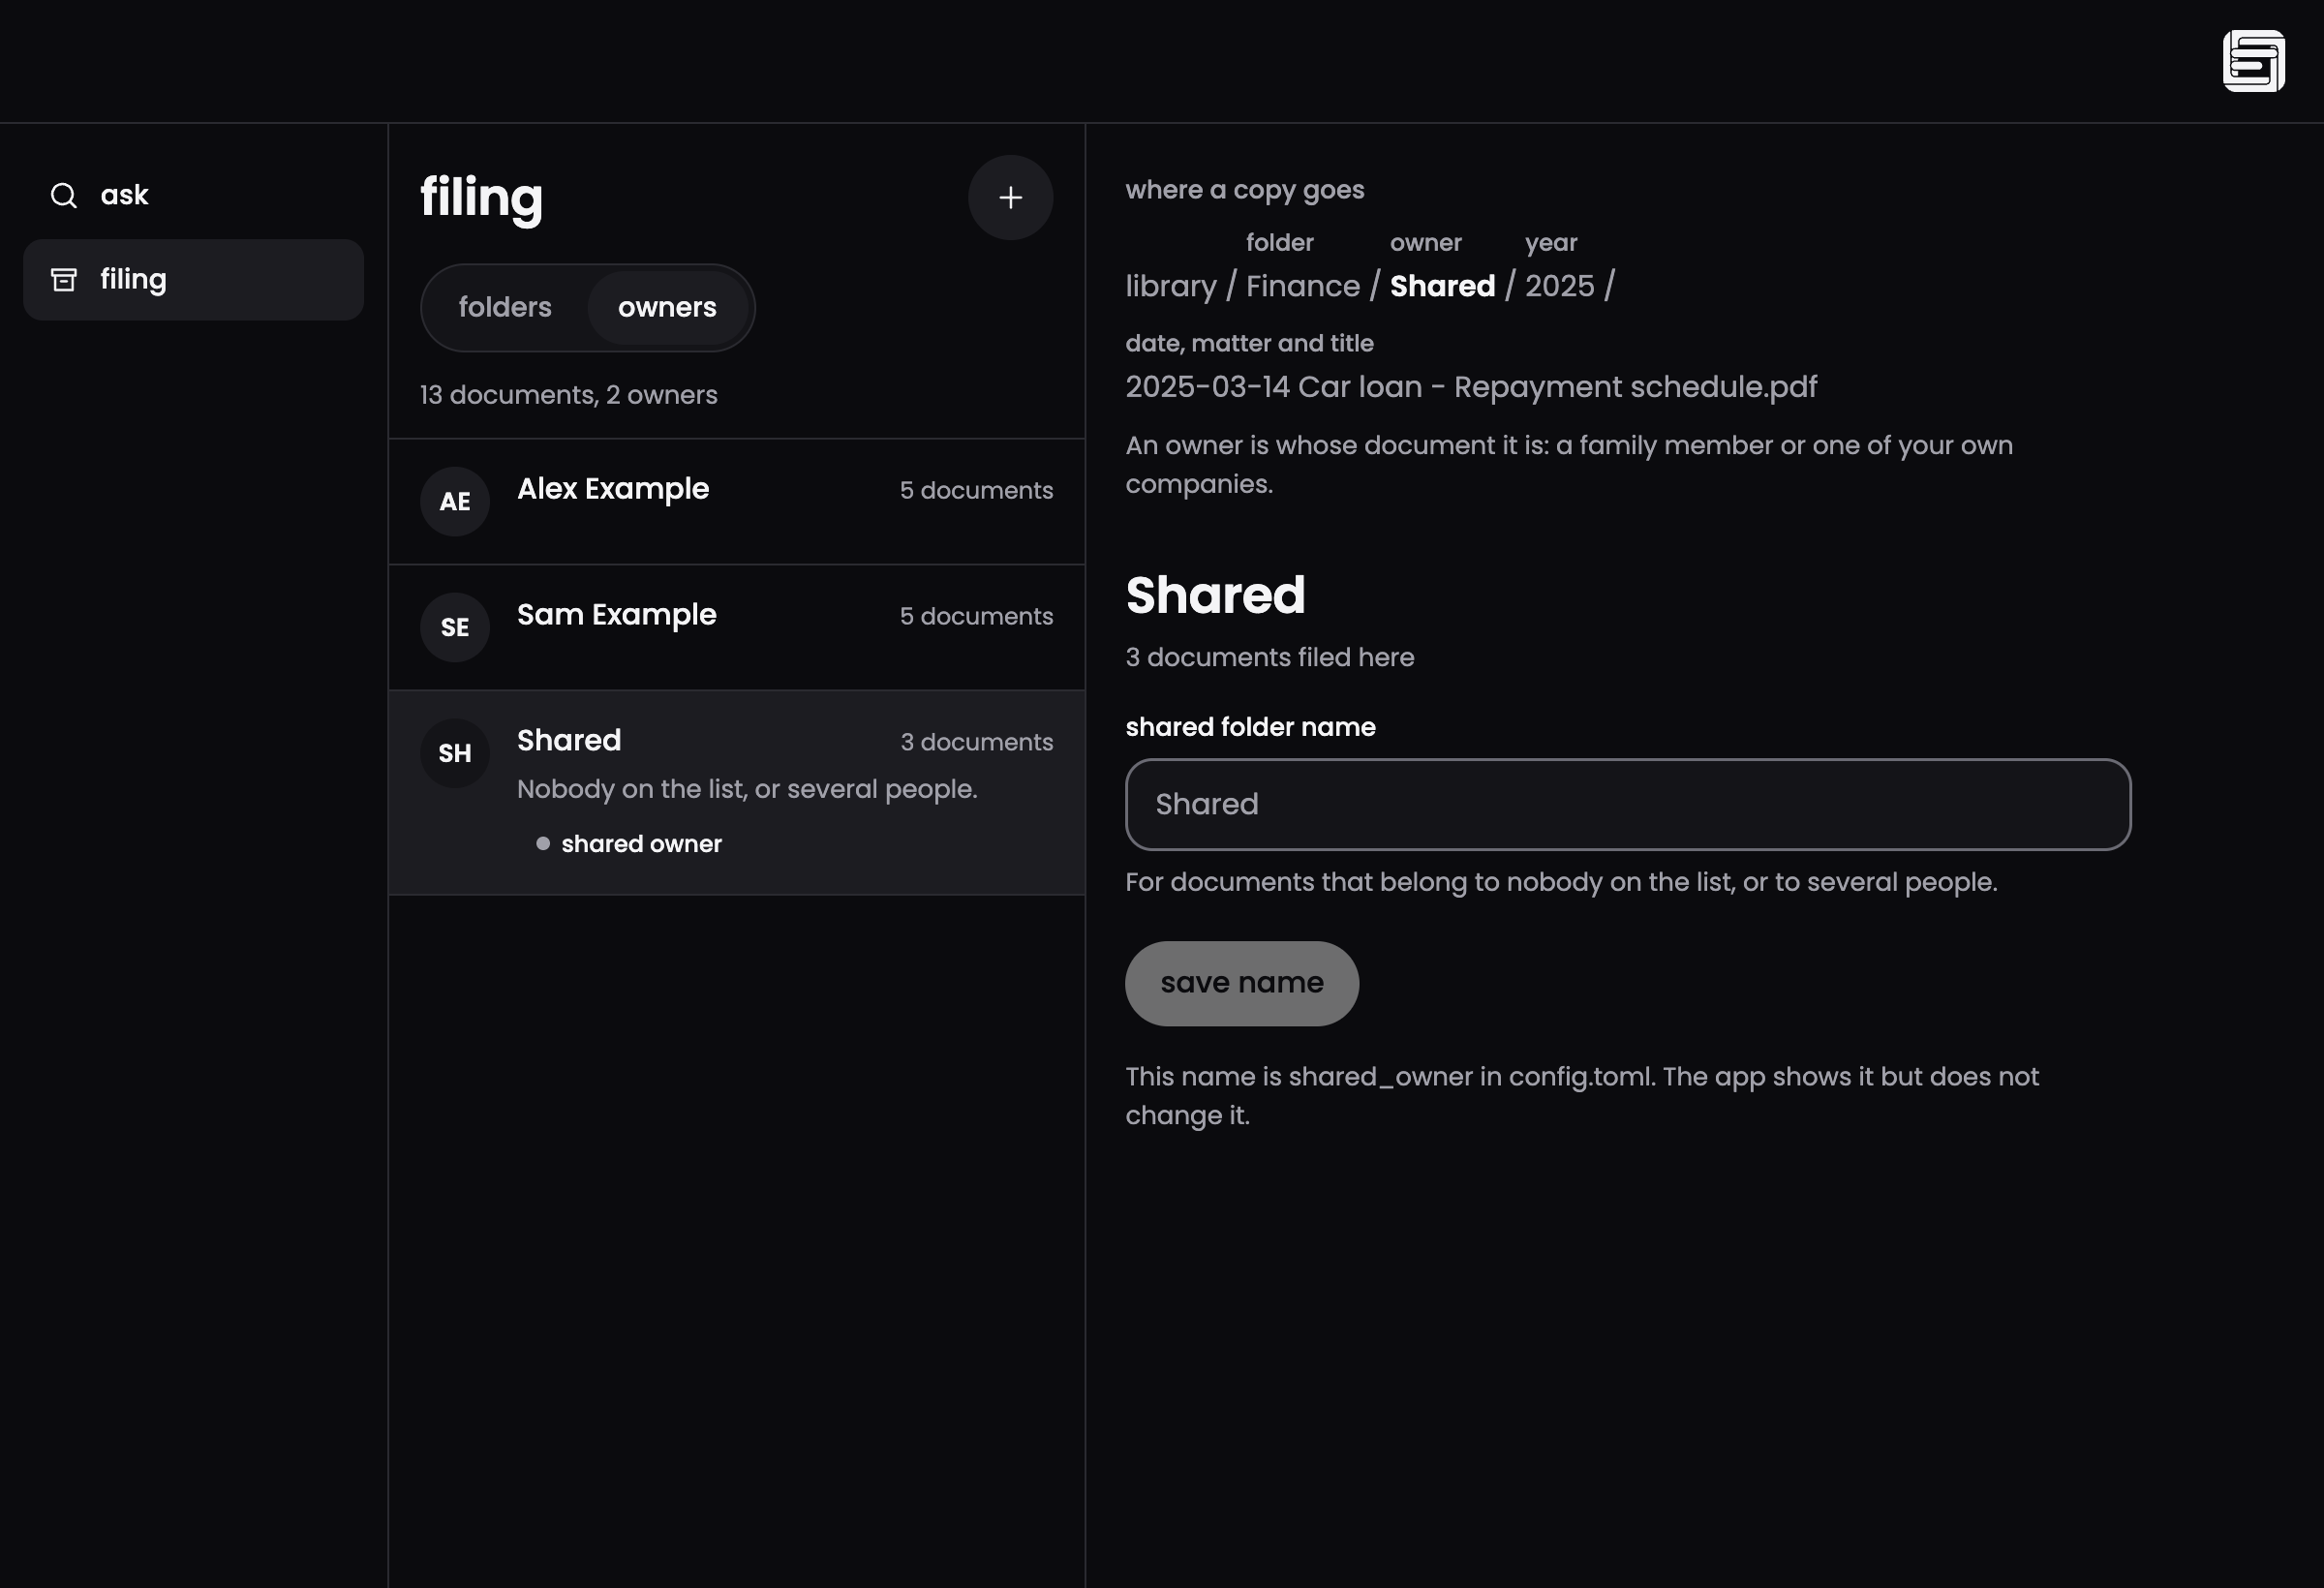 ask
filing
filing
folders owners
13 documents, 2 owners
AE Alex Example 5 documents
SE Sam Example 5 documents
SH Shared 3 documents
Nobody on the list, or several people.
shared owner
where a copy goes
folder owner year
library / Finance / Shared / 2025 /
date, matter and title
2025-03-14 Car loan - Repayment schedule.pdf
An owner is whose document it is: a family member or one of your own
companies.
Shared
3 documents filed here
shared folder name
Shared
For documents that belong to nobody on the list, or to several people.
save name
This name is shared_owner in config.toml. The app shows it but does not
change it.